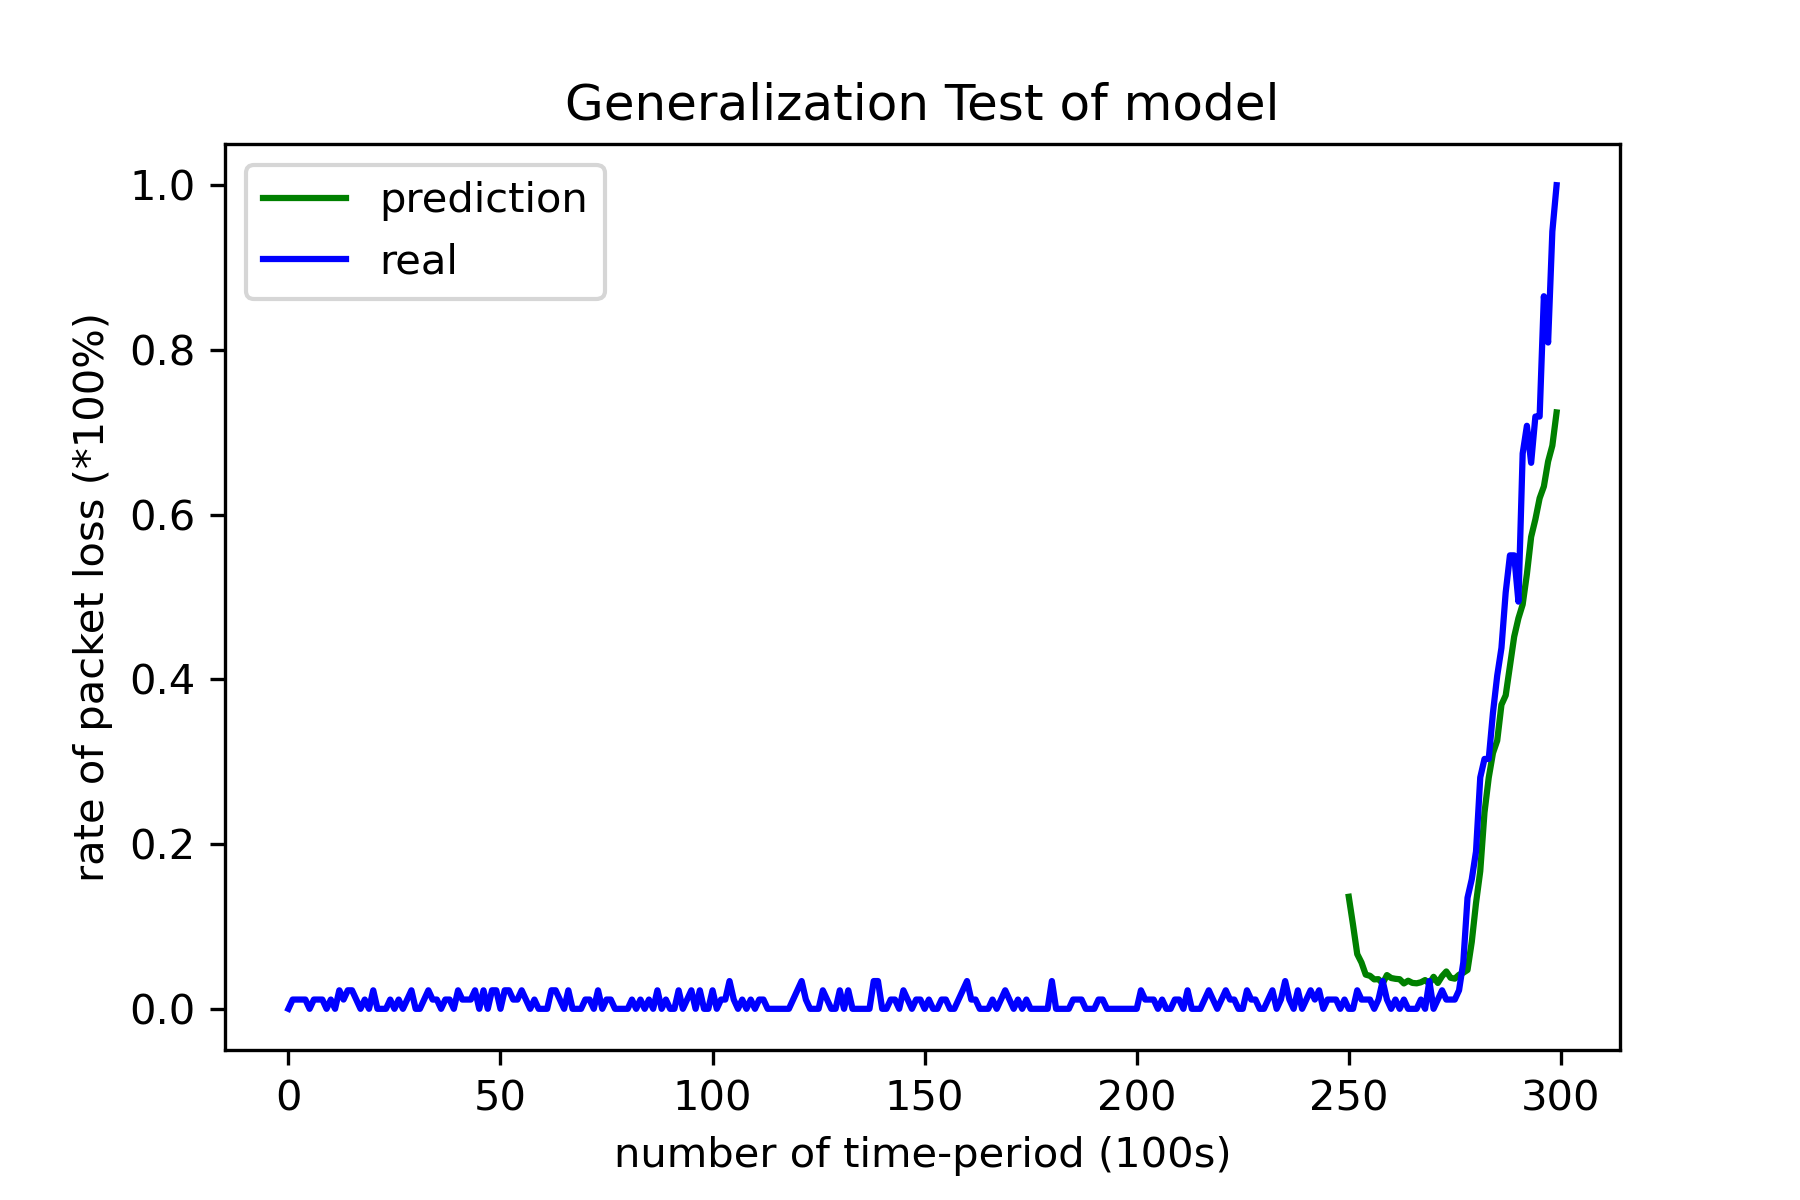 Generalization Test of model
prediction
real
rate of packet loss (*100%)
1.0
0.8
0.6
0.4
0.2
0.0
0 50 100 150 200 250 300
number of time-period (100s)